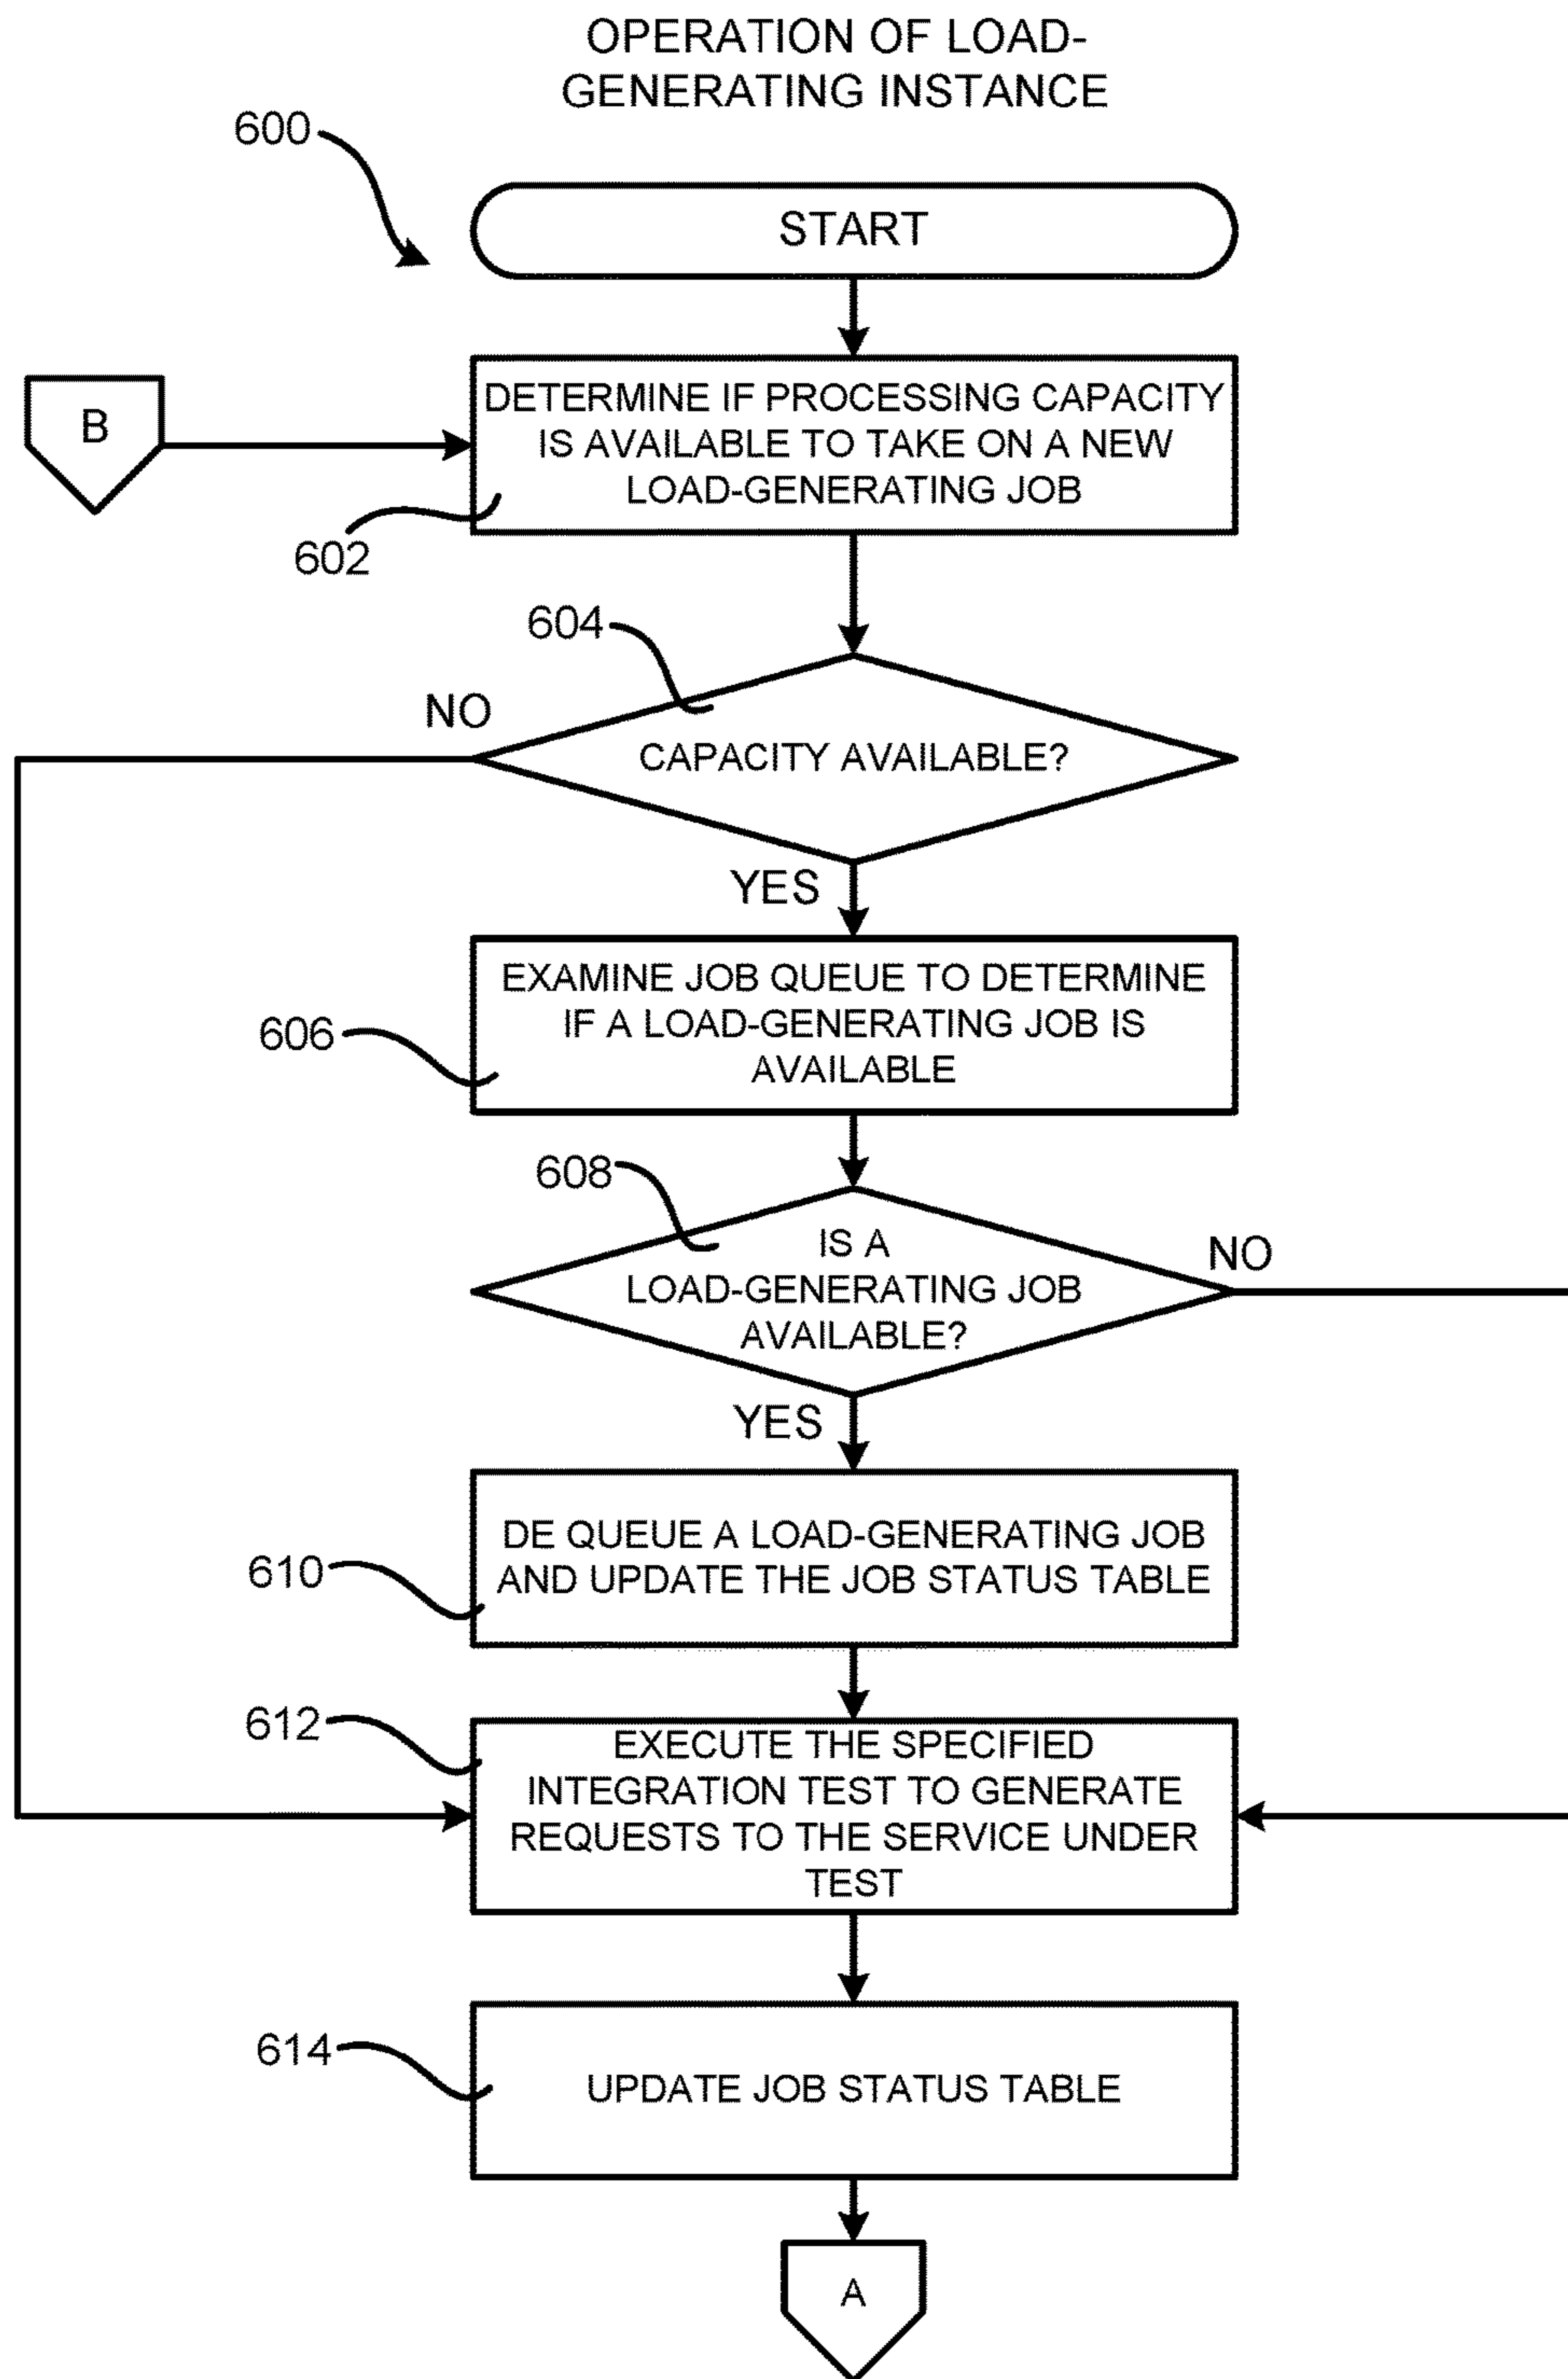 OPERATION OF LOAD-
GENERATING INSTANCE
600
START
B
DETERMINE IF PROCESSING CAPACITY
IS AVAILABLE TO TAKE ON A NEW
LOAD-GENERATING JOB
602
604
NO
CAPACITY AVAILABLE?
YES
EXAMINE JOB QUEUE TO DETERMINE
IF A LOAD-GENERATING JOB IS
AVAILABLE
606
608
IS A
LOAD-GENERATING JOB
AVAILABLE?
NO
YES
DE QUEUE A LOAD-GENERATING JOB
AND UPDATE THE JOB STATUS TABLE
610
612
EXECUTE THE SPECIFIED
INTEGRATION TEST TO GENERATE
REQUESTS TO THE SERVICE UNDER
TEST
614
UPDATE JOB STATUS TABLE
A